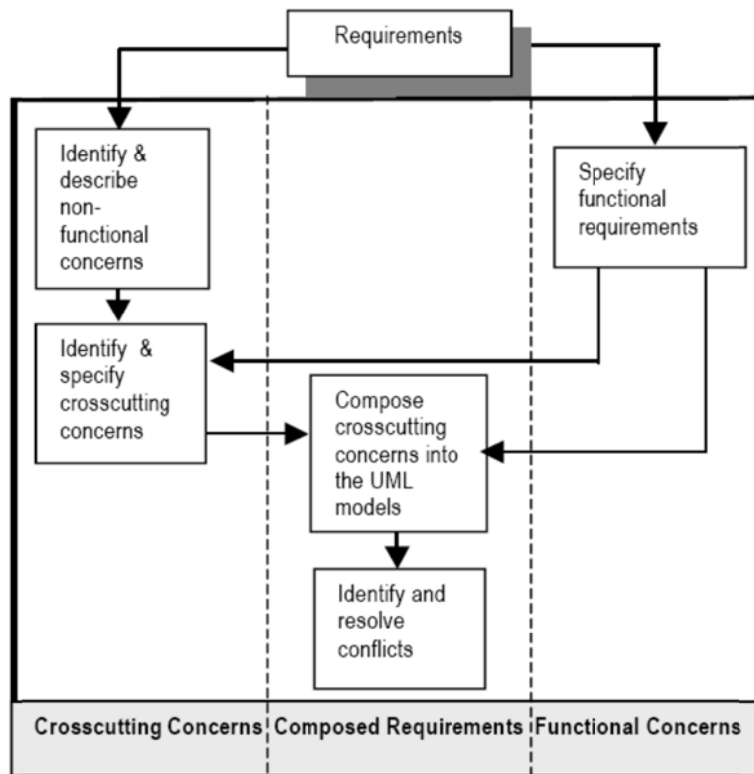 Requirements
Identify &
describe
non-
functional
concerns
Specify
functional
requirements
Identify &
specify
crosscutting
concerns
Compose
crosscutting
concerns into
the UML
models
Identify and
resolve
conflicts
Crosscutting Concerns
Composed Requirements
Functional Concerns